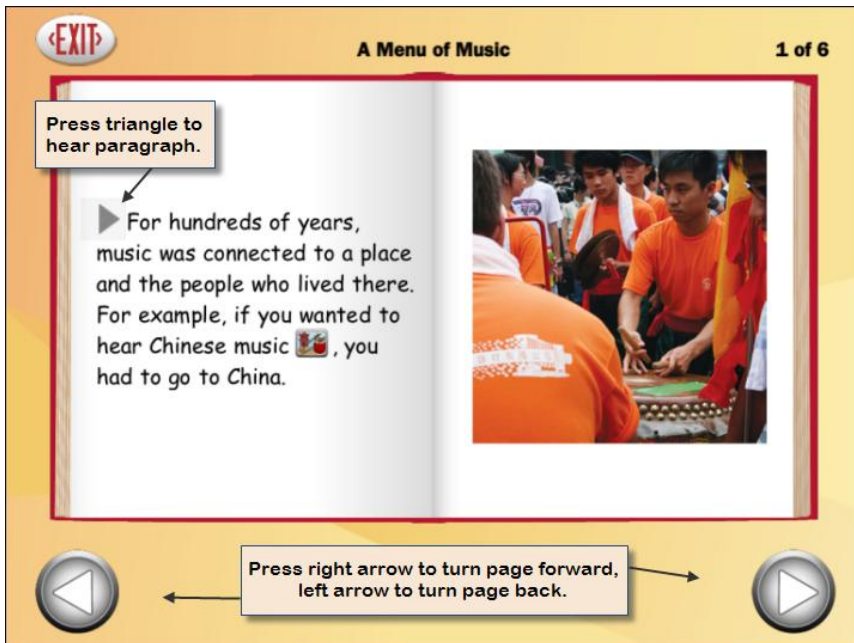 EXIT
A Menu of Music
1 of 6
Press triangle to
hear paragraph.
For hundreds of years,
music was connected to a place
and the people who lived there.
For example, if you wanted to
hear Chinese music , you
had to go to China.
Press right arrow to turn page forward,
left arrow to turn page back.